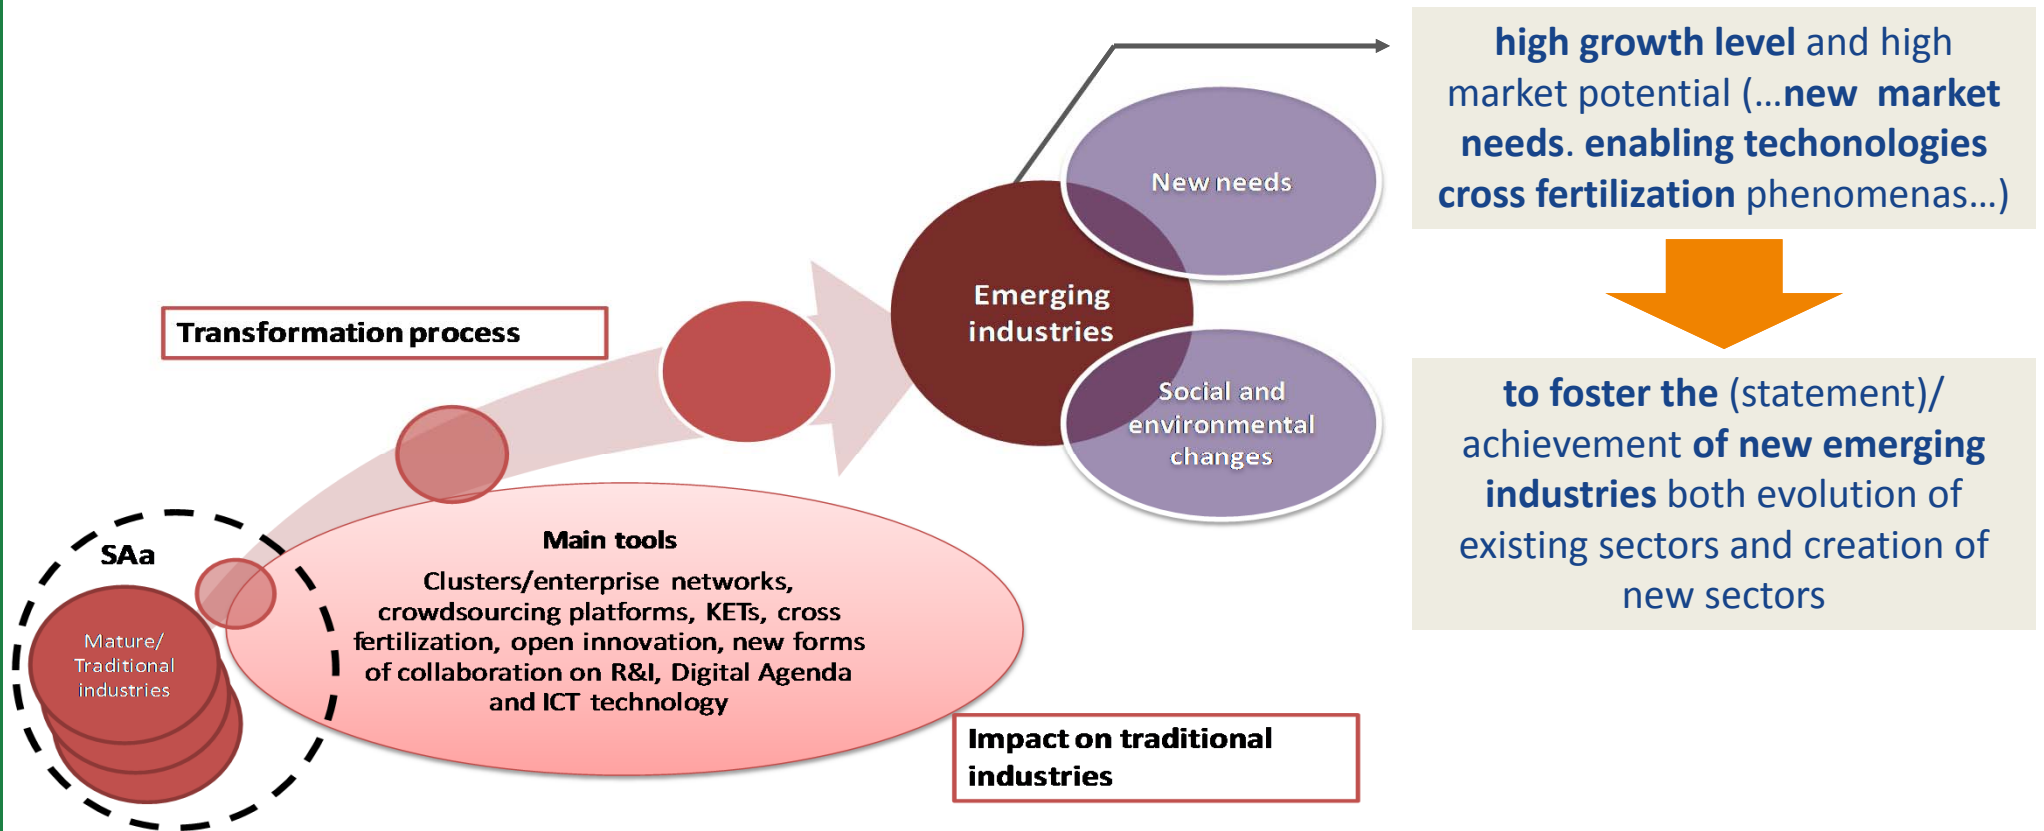 high growth level and high
market potential (...new market
needs. enabling techonologies
cross fertilization phenomenas...)
New needs
Emerging
industries
Transformation process
Social and
environmental
changes
to foster the (statement)/
achievement of new emerging
industries both evolution of
existing sectors and creation of
new sectors
SAa
Mature/
Traditional
industries
Main tools
Clusters/enterprise networks,
crowdsourcing platforms, KETs, cross
fertilization, open innovation, new forms
of collaboration on R&I, Digital Agenda
and ICT technology
Impact on traditional
industries